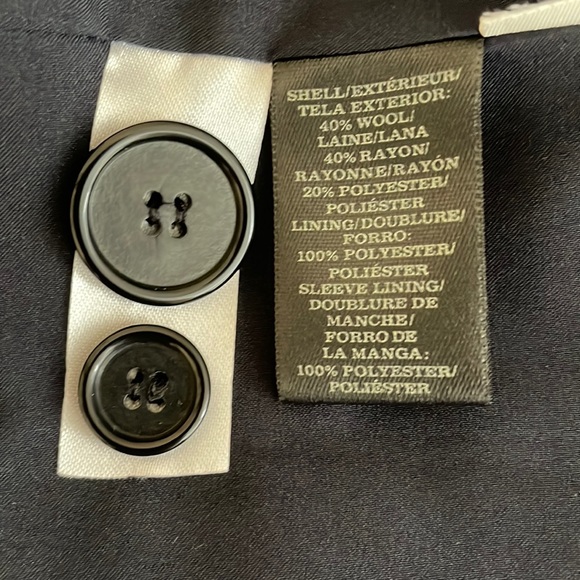 SHELL/EXTÉRIEUR/
TELA EXTERIOR:
40% WOOL/
LAINE/LANA
40% RAYON/
RAYONNE/RAYÓN
20% POLYESTER/
POLIÉSTER
LINING/DOUBLURE/
FORRO:
100% POLYESTER/
POLIÉSTER
SLEEVE LINING/
DOUBLURE DE
MANCHE/
FORRO DE
LA MANGA:
100% POLYESTER/
POLIÉSTER